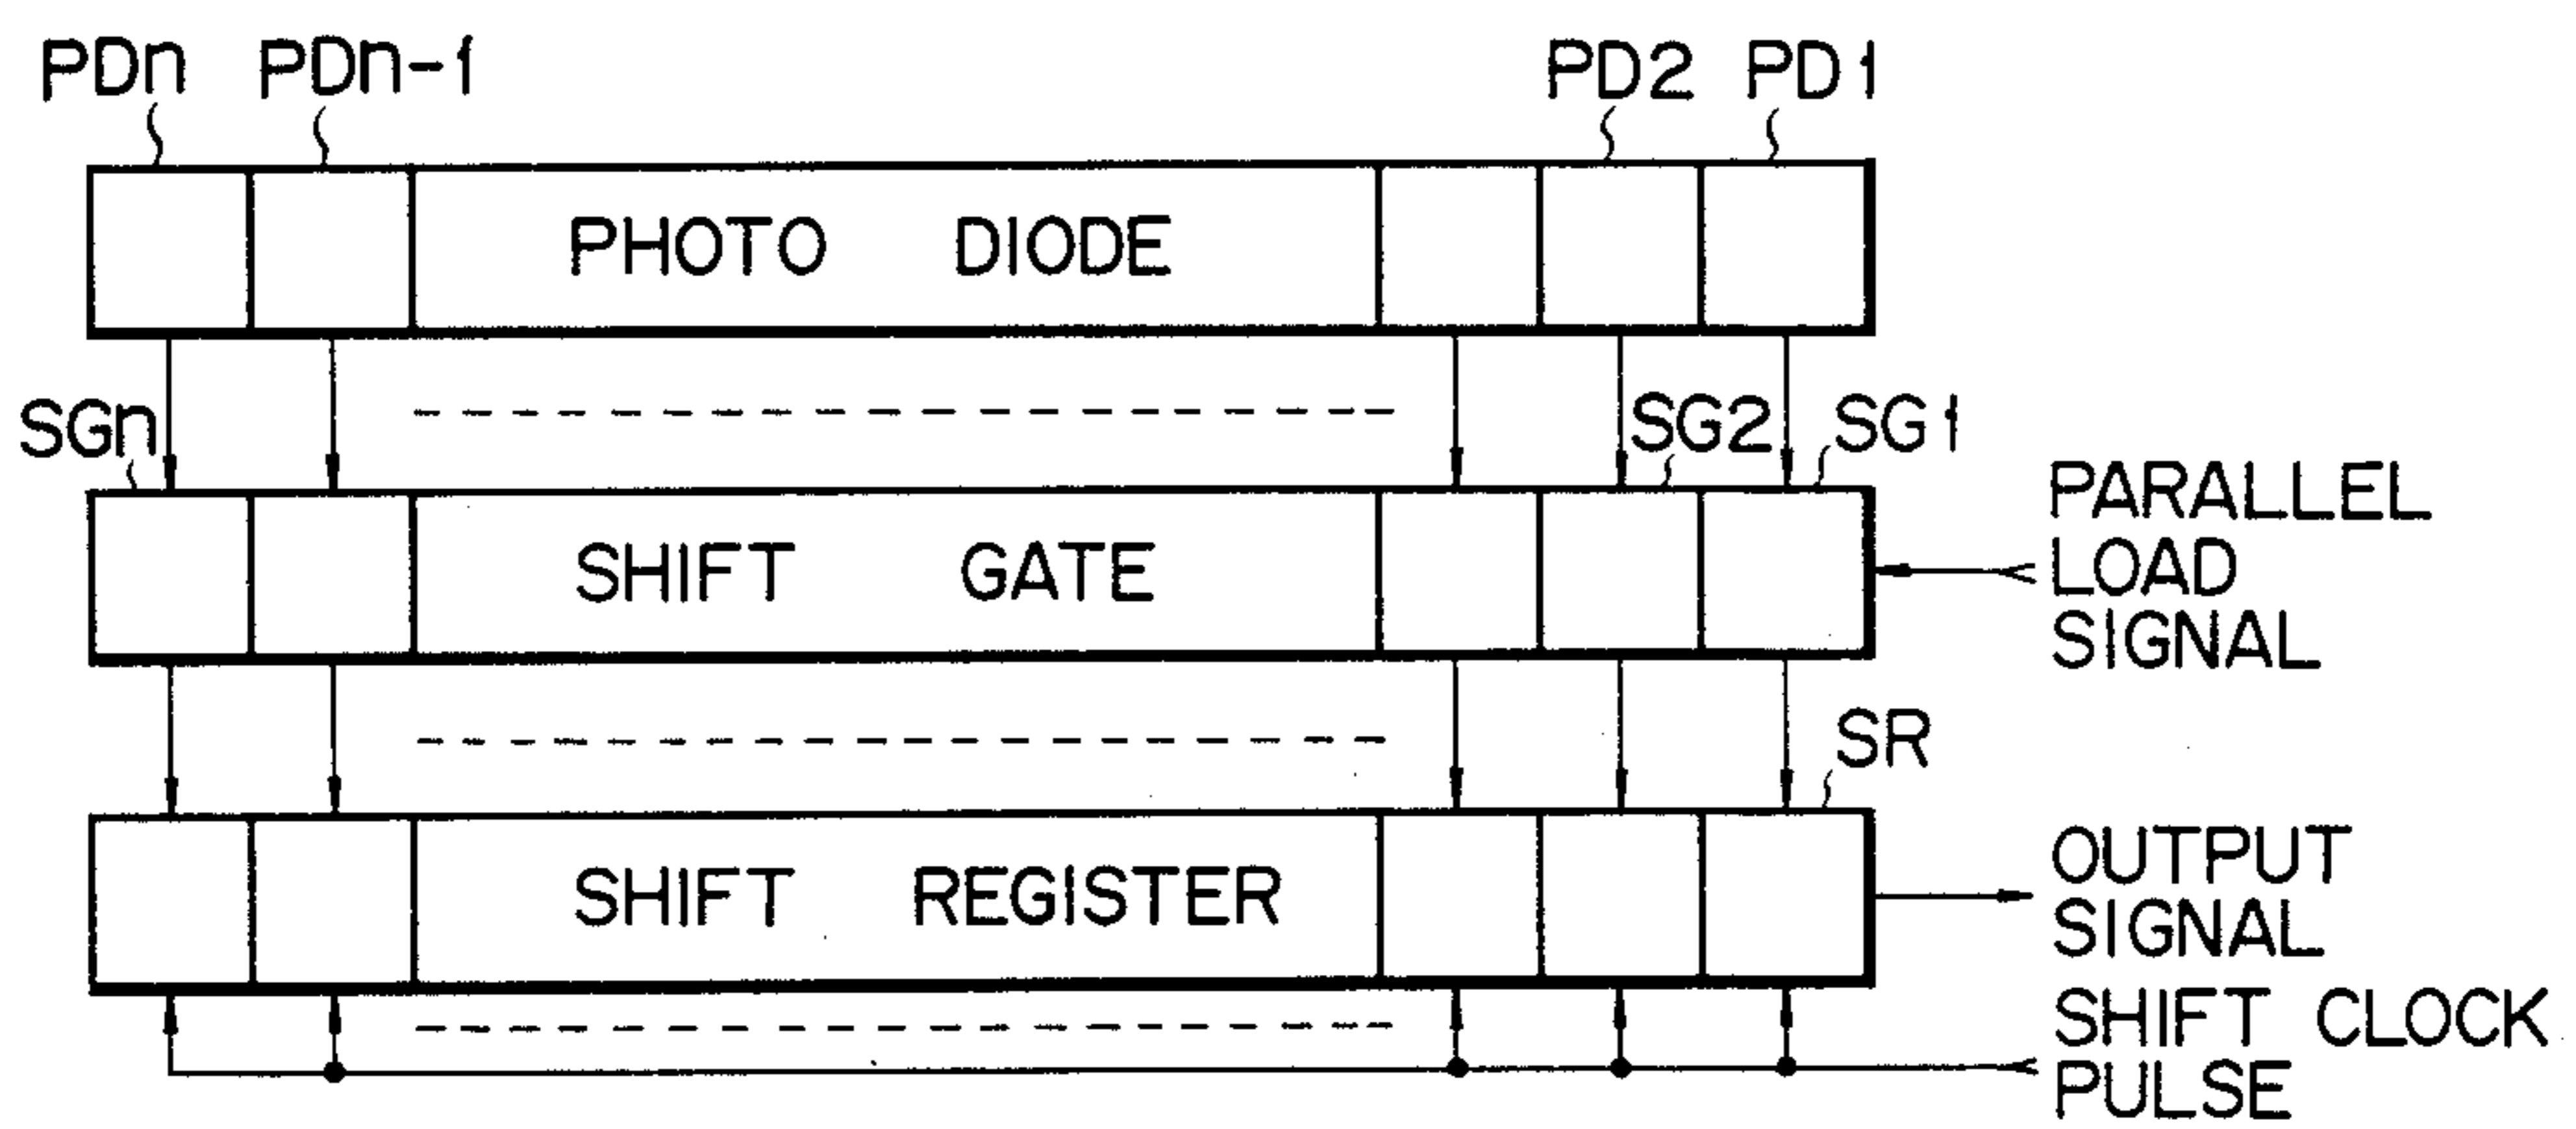 PDn PDn-1 PD2 PD1
PHOTO DIODE
SGn SG2 SG1
SHIFT GATE
PARALLEL
LOAD
SIGNAL
SR
SHIFT REGISTER
OUTPUT
SIGNAL
SHIFT CLOCK
PULSE